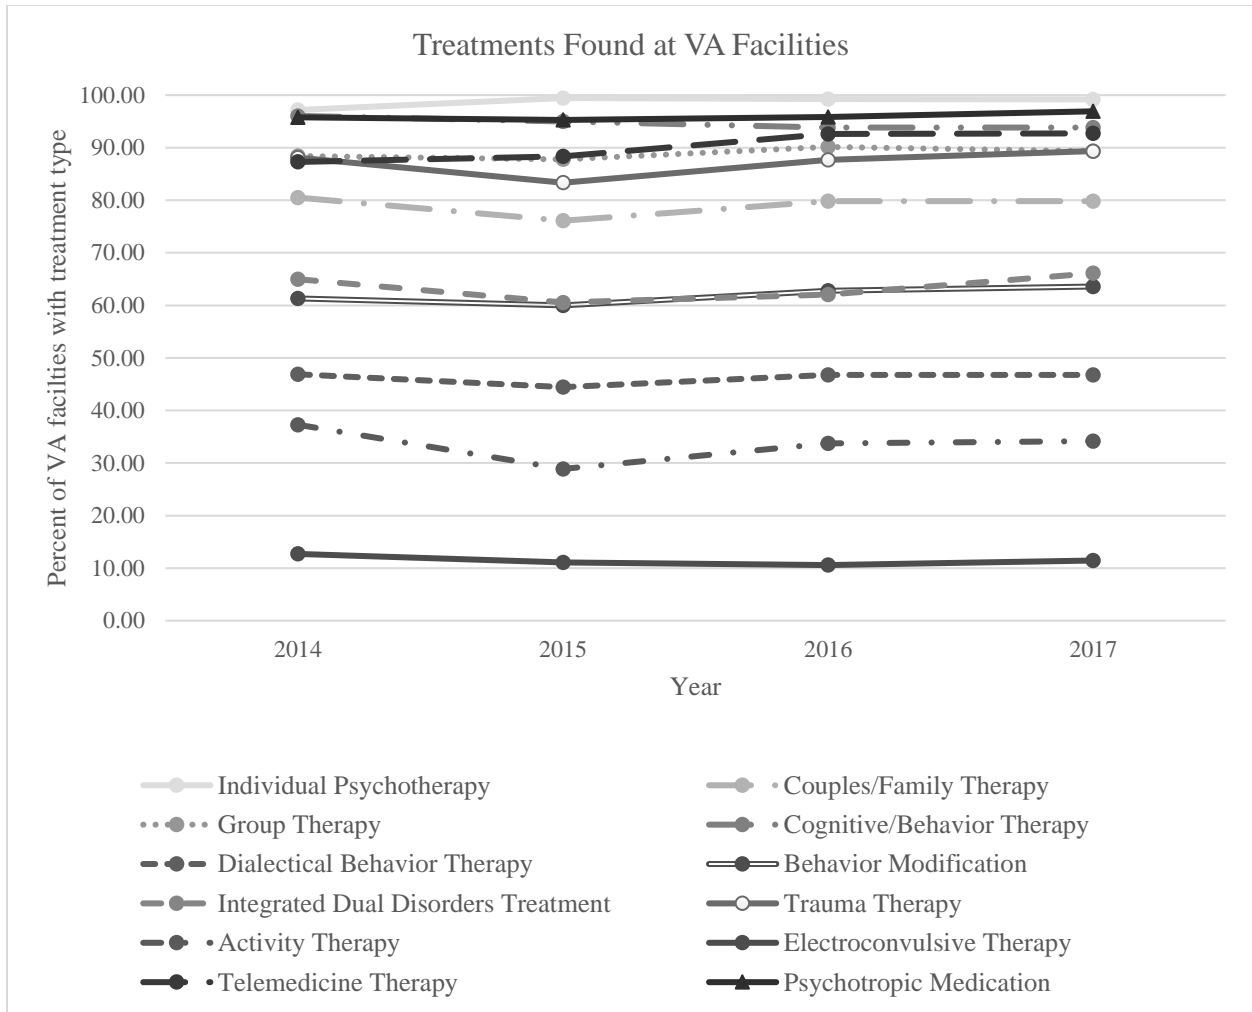 Treatments Found at VA Facilities
Percent of VA facilties with treatment type
100.00
90.00
80.00
70.00
60.00
50.00
40.00
30.00
20.00
10.00
0.00
2014 2015 2016 2017
Year
Individual Psychotherapy Couples/Family Therapy
Group Therapy Cognitive/Behavior Therapy
Dialectical Behavior Therapy Behavior Modification
Integrated Dual Disorders Treatment Trauma Therapy
Activity Therapy Electroconvulsive Therapy
Telemedicine Therapy Psychotropic Medication